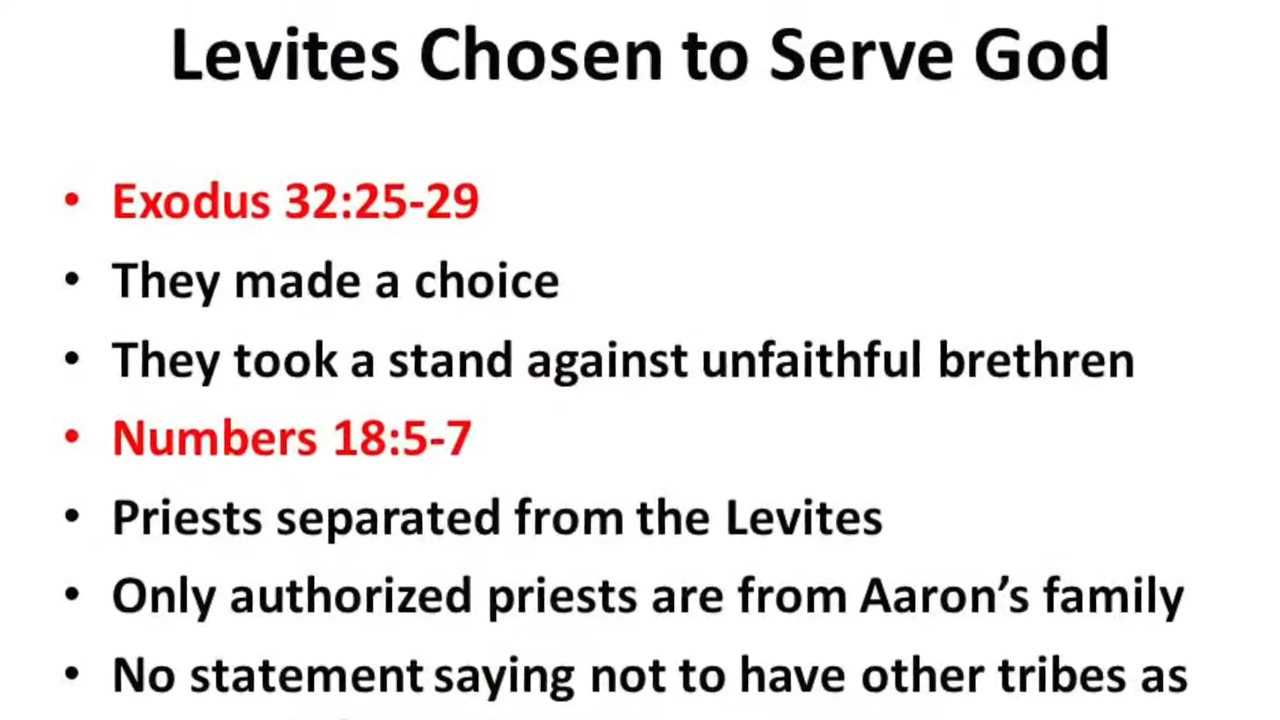 Levites Chosen to Serve God
• Exodus 32:25-29
• They made a choice
• They took a stand against unfaithful brethren
• Numbers 18:5-7
• Priests separated from the Levites
• Only authorized priests are from Aaron’s family
• No statement saying not to have other tribes as